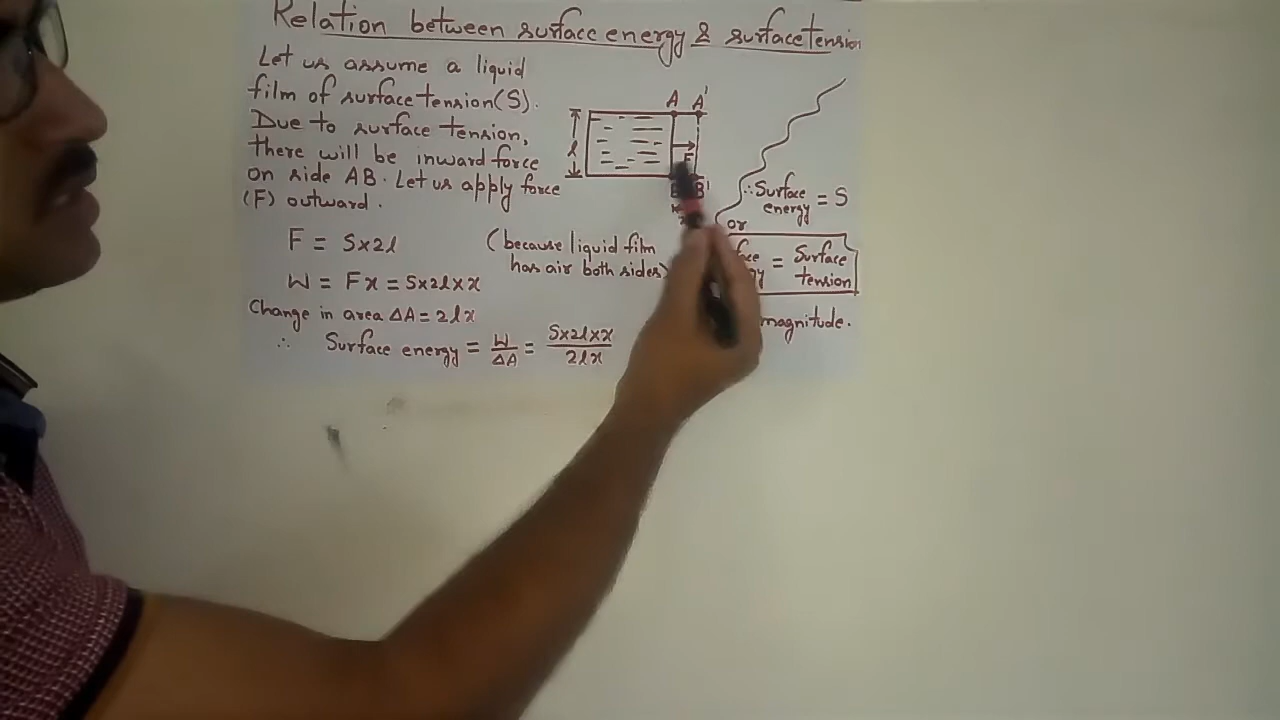 Relation between surface energy & surface tension
Let us assume a liquid
film of surface tension (S).
Due to surface tension,
there will be inward force
on side AB. Let us apply force
(F) outward.
A A'
l
F
B B'
x
F = S×2l
(because liquid film
has air both sides)
W = Fx = S×2l×x
Change in area ΔA = 2lx
∴ Surface energy = W/ΔA = S×2l×x/2lx
∴ Surface energy = S
or
= Surface tension
magnitude.